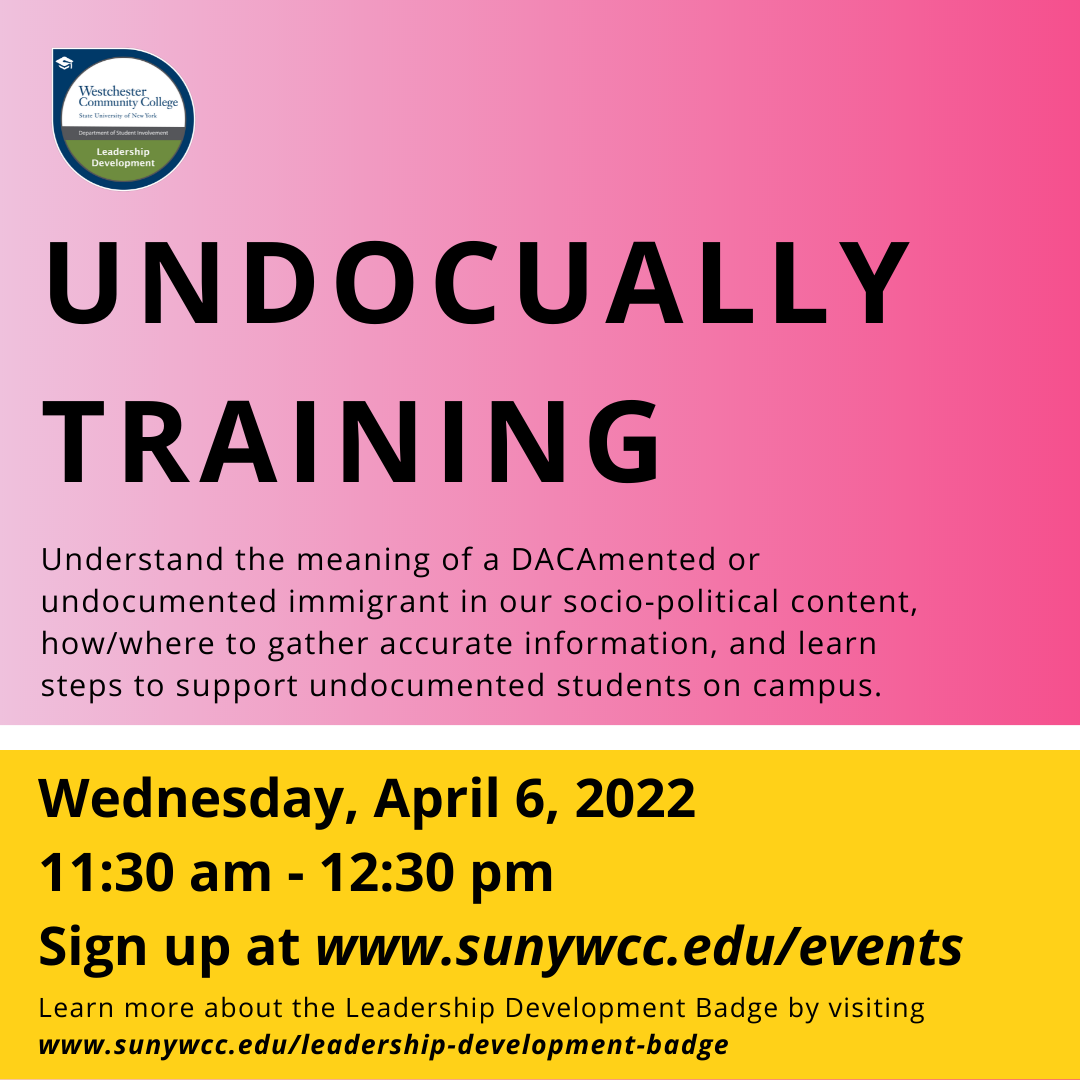 Westchester
Community College
State University of New York
Department of Student Involvement
Leadership
Development
UNDOCUALLY
TRAINING
Understand the meaning of a DACAmented or
undocumented immigrant in our socio-political content,
how/where to gather accurate information, and learn
steps to support undocumented students on campus.
Wednesday, April 6, 2022
11:30 am - 12:30 pm
Sign up at www.sunywcc.edu/events
Learn more about the Leadership Development Badge by visiting
www.sunywcc.edu/leadership-development-badge